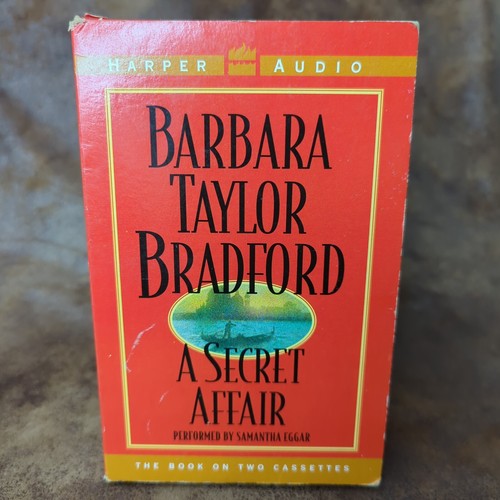 HARPER AUDIO
BARBARA
TAYLOR
BRADFORD
A SECRET
AFFAIR
PERFORMED BY SAMANTHA EGGAR
THE BOOK ON TWO CASSETTES